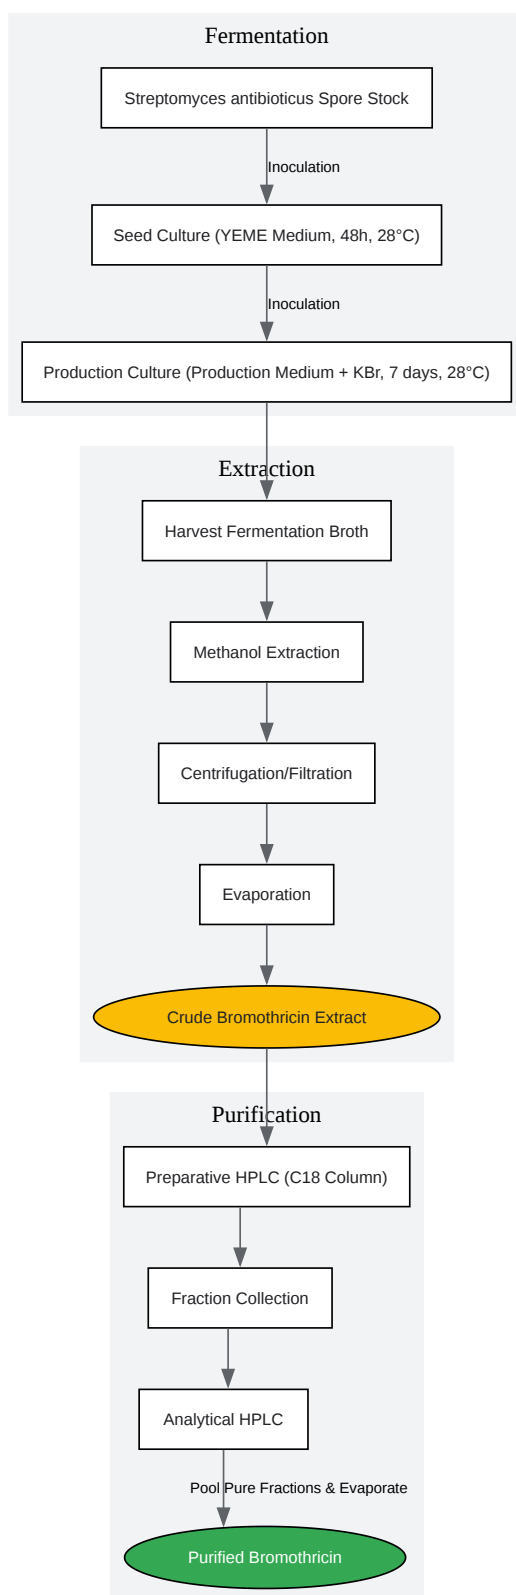 Fermentation
Streptomyces antibioticus Spore Stock
Inoculation
Seed Culture (YEME Medium, 48h, 28°C)
Inoculation
Production Culture (Production Medium + KBr, 7 days, 28°C)
Extraction
Harvest Fermentation Broth
Methanol Extraction
Centrifugation/Filtration
Evaporation
Crude Bromothricin Extract
Purification
Preparative HPLC (C18 Column)
Fraction Collection
Analytical HPLC
Pool Pure Fractions & Evaporate
Purified Bromothricin